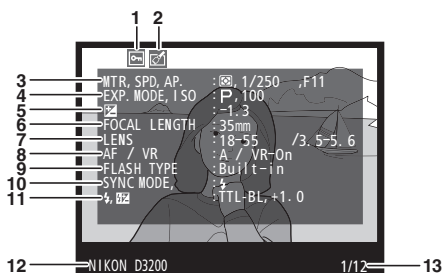 1 2
3 MTR, SPD, AP. : , 1/250 , F11
4 EXP. MODE, ISO : P, 100
5 : –1. 3
6 FOCAL LENGTH : 35mm
7 LENS : 18–55 /3. 5–5. 6
8 AF / VR : A / VR–On
9 FLASH TYPE : Built–in
10 SYNC MODE, :
11 , : TTL–BL, +1. 0
12 NIKON D3200 1/12 13